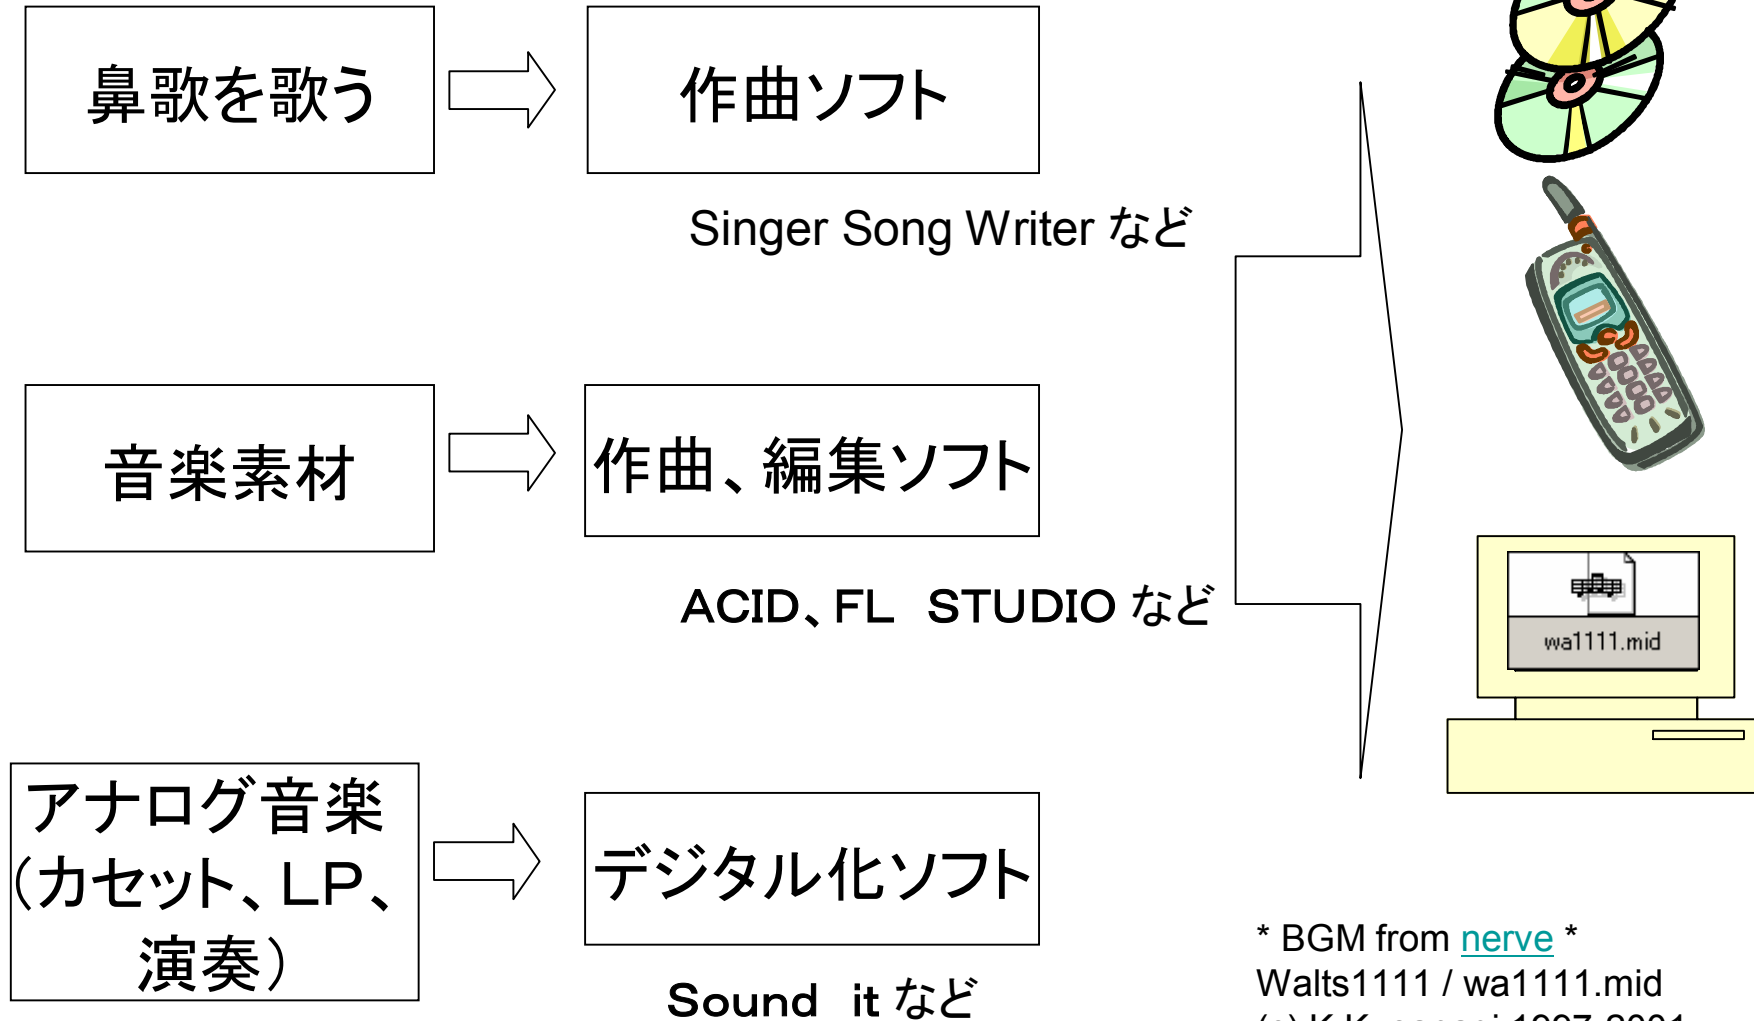 鼻歌を歌う
作曲ソフト
Singer Song Writer など
音楽素材
作曲、編集ソフト
ACID、FL　STUDIO など
wa1111.mid
アナログ音楽
(カセット、LP、
演奏)
デジタル化ソフト
Sound　it など
* BGM from nerve *
Walts1111 / wa1111.mid